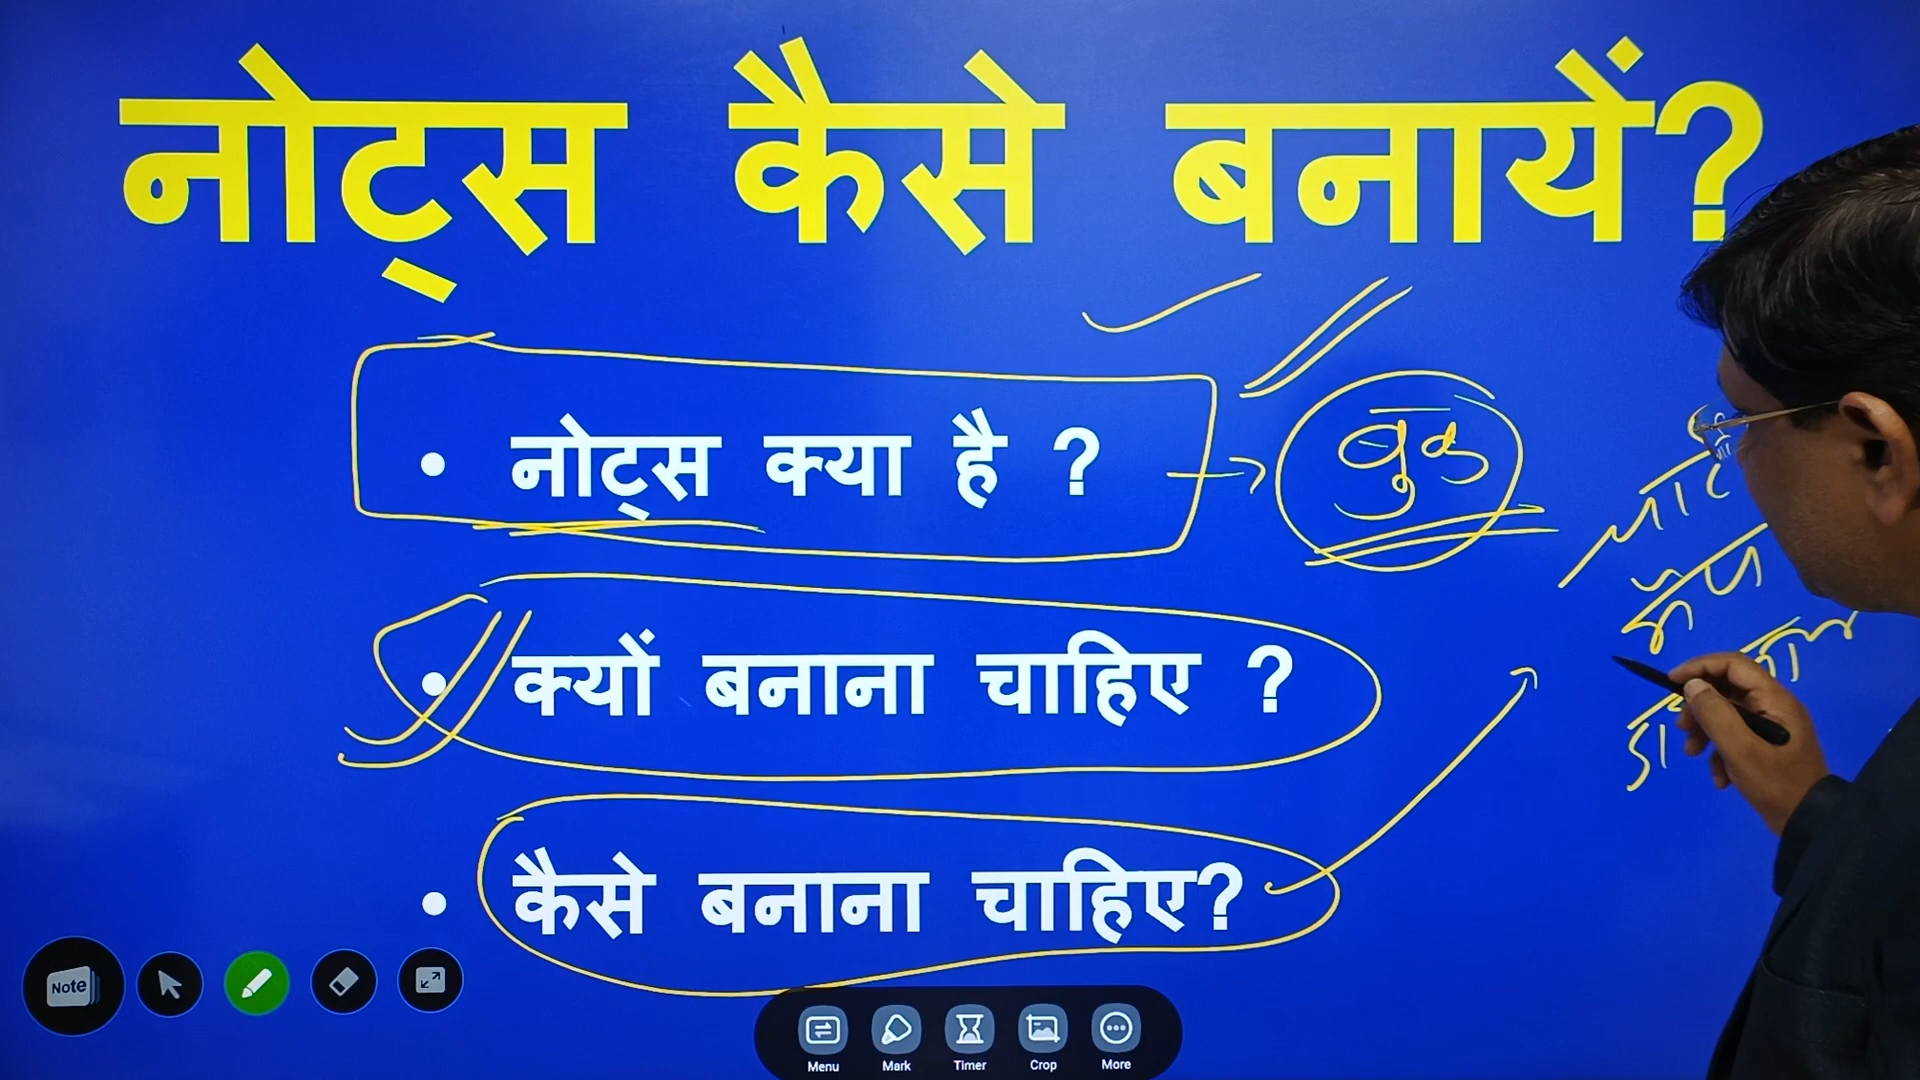 नोट्स कैसे बनायें?
• नोट्स क्या है ?
बुक
• क्यों बनाना चाहिए ?
• कैसे बनाना चाहिए?
Note
Menu Mark Timer Crop More